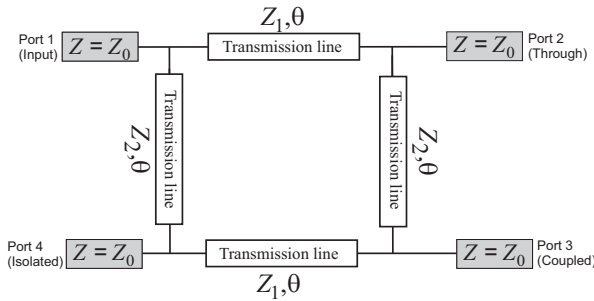 Z₁,θ
Port 1
(Input)
Z = Z₀
Transmission line
Z = Z₀
Port 2
(Through)
Z₂,θ
Transmission line
Transmission line
Z₂,θ
Port 4
(Isolated)
Z = Z₀
Transmission line
Z = Z₀
Port 3
(Coupled)
Z₁,θ